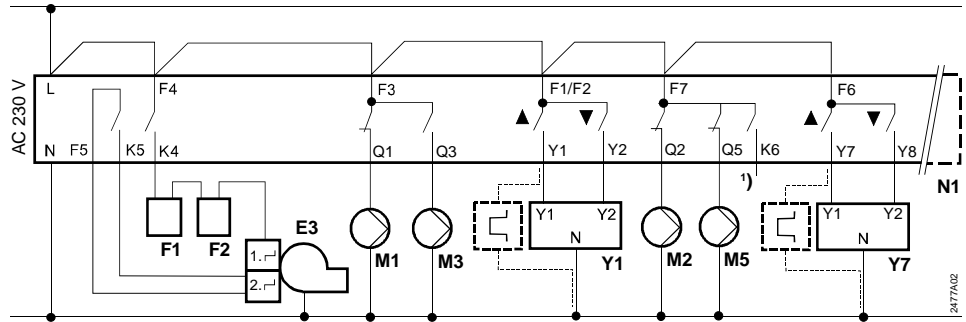 AC 230 V
L F4 F3 F1/F2 F7 F6
▲ ▼ ▲ ▼
N F5 K5 K4 Q1 Q3 Y1 Y2 Q2 Q5 K6 Y7 Y8
1) N1
Y1 Y2 Y1 Y2
F1 F2 E3 N N
1. M1 M3 Y1 M2 M5 Y7
2.
2477A02